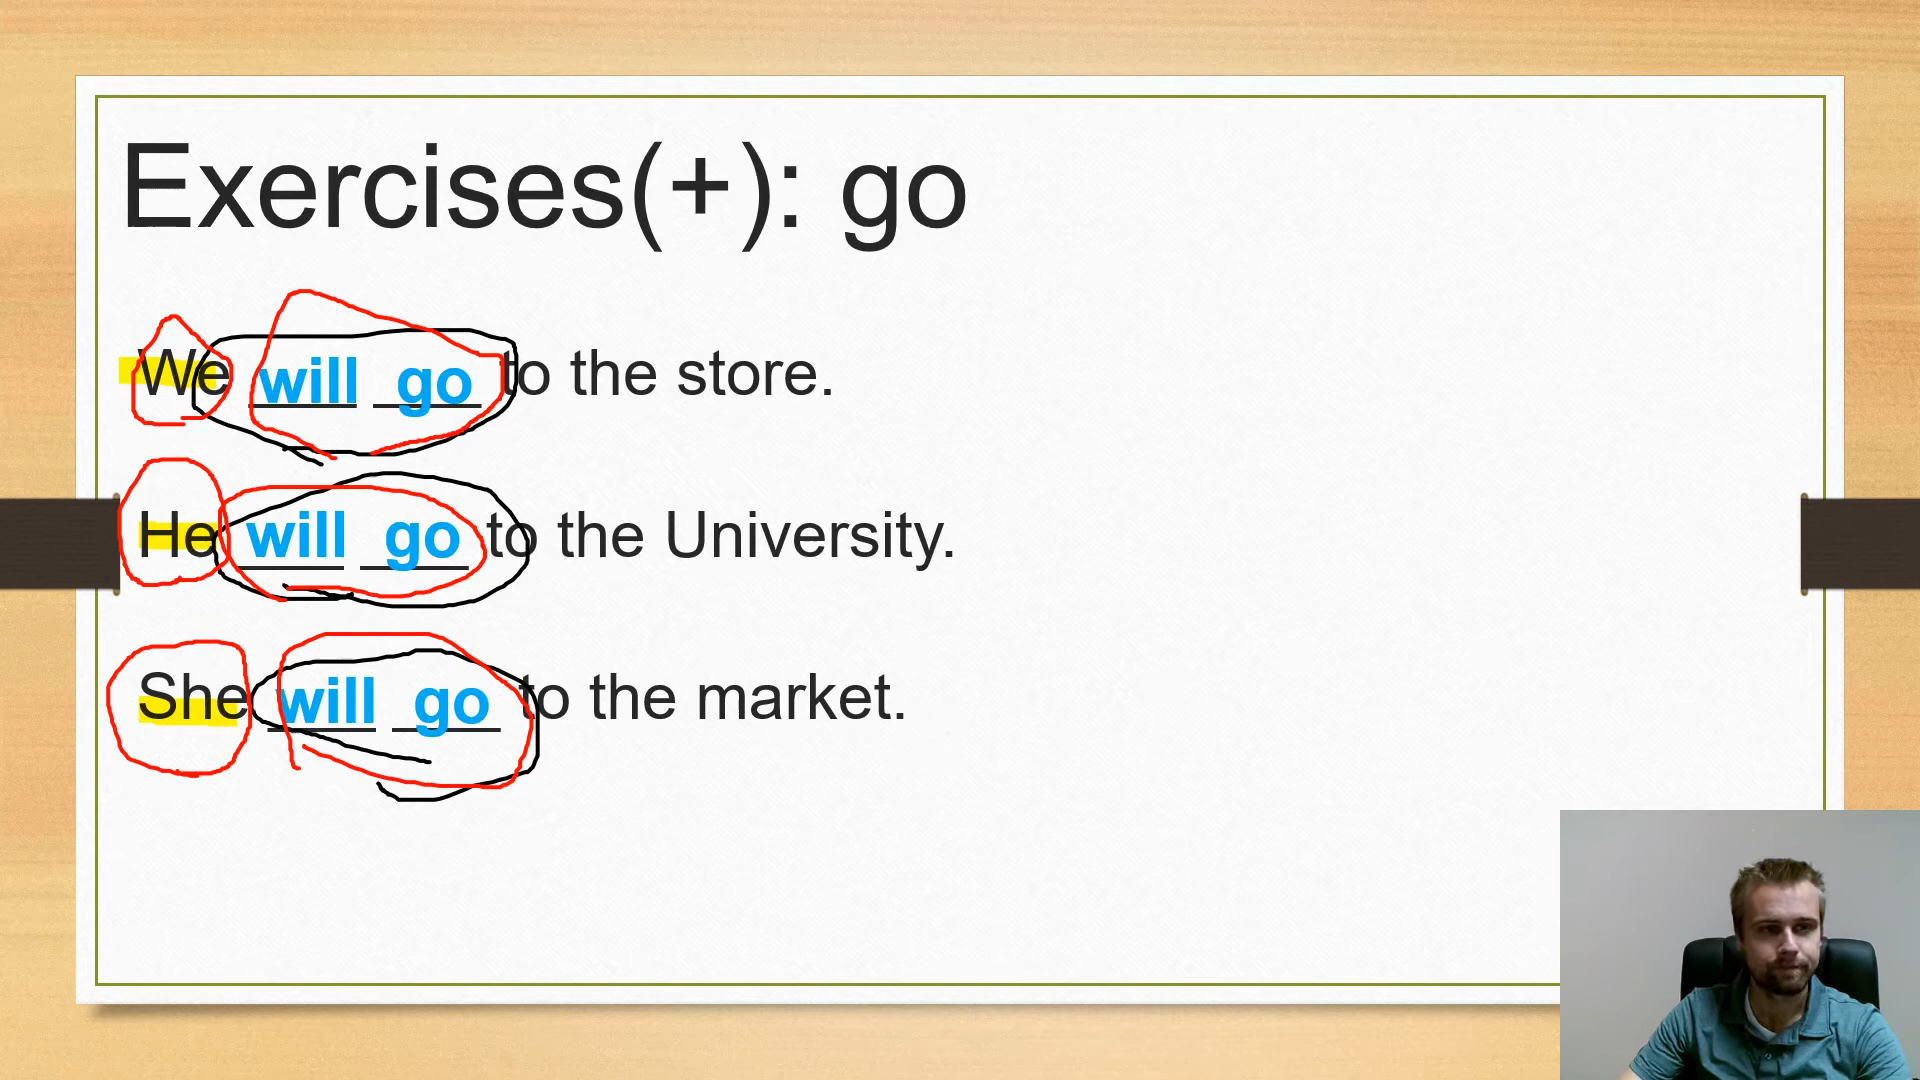 Exercises(+): go
We will go to the store.
He will go to the University.
She will go to the market.